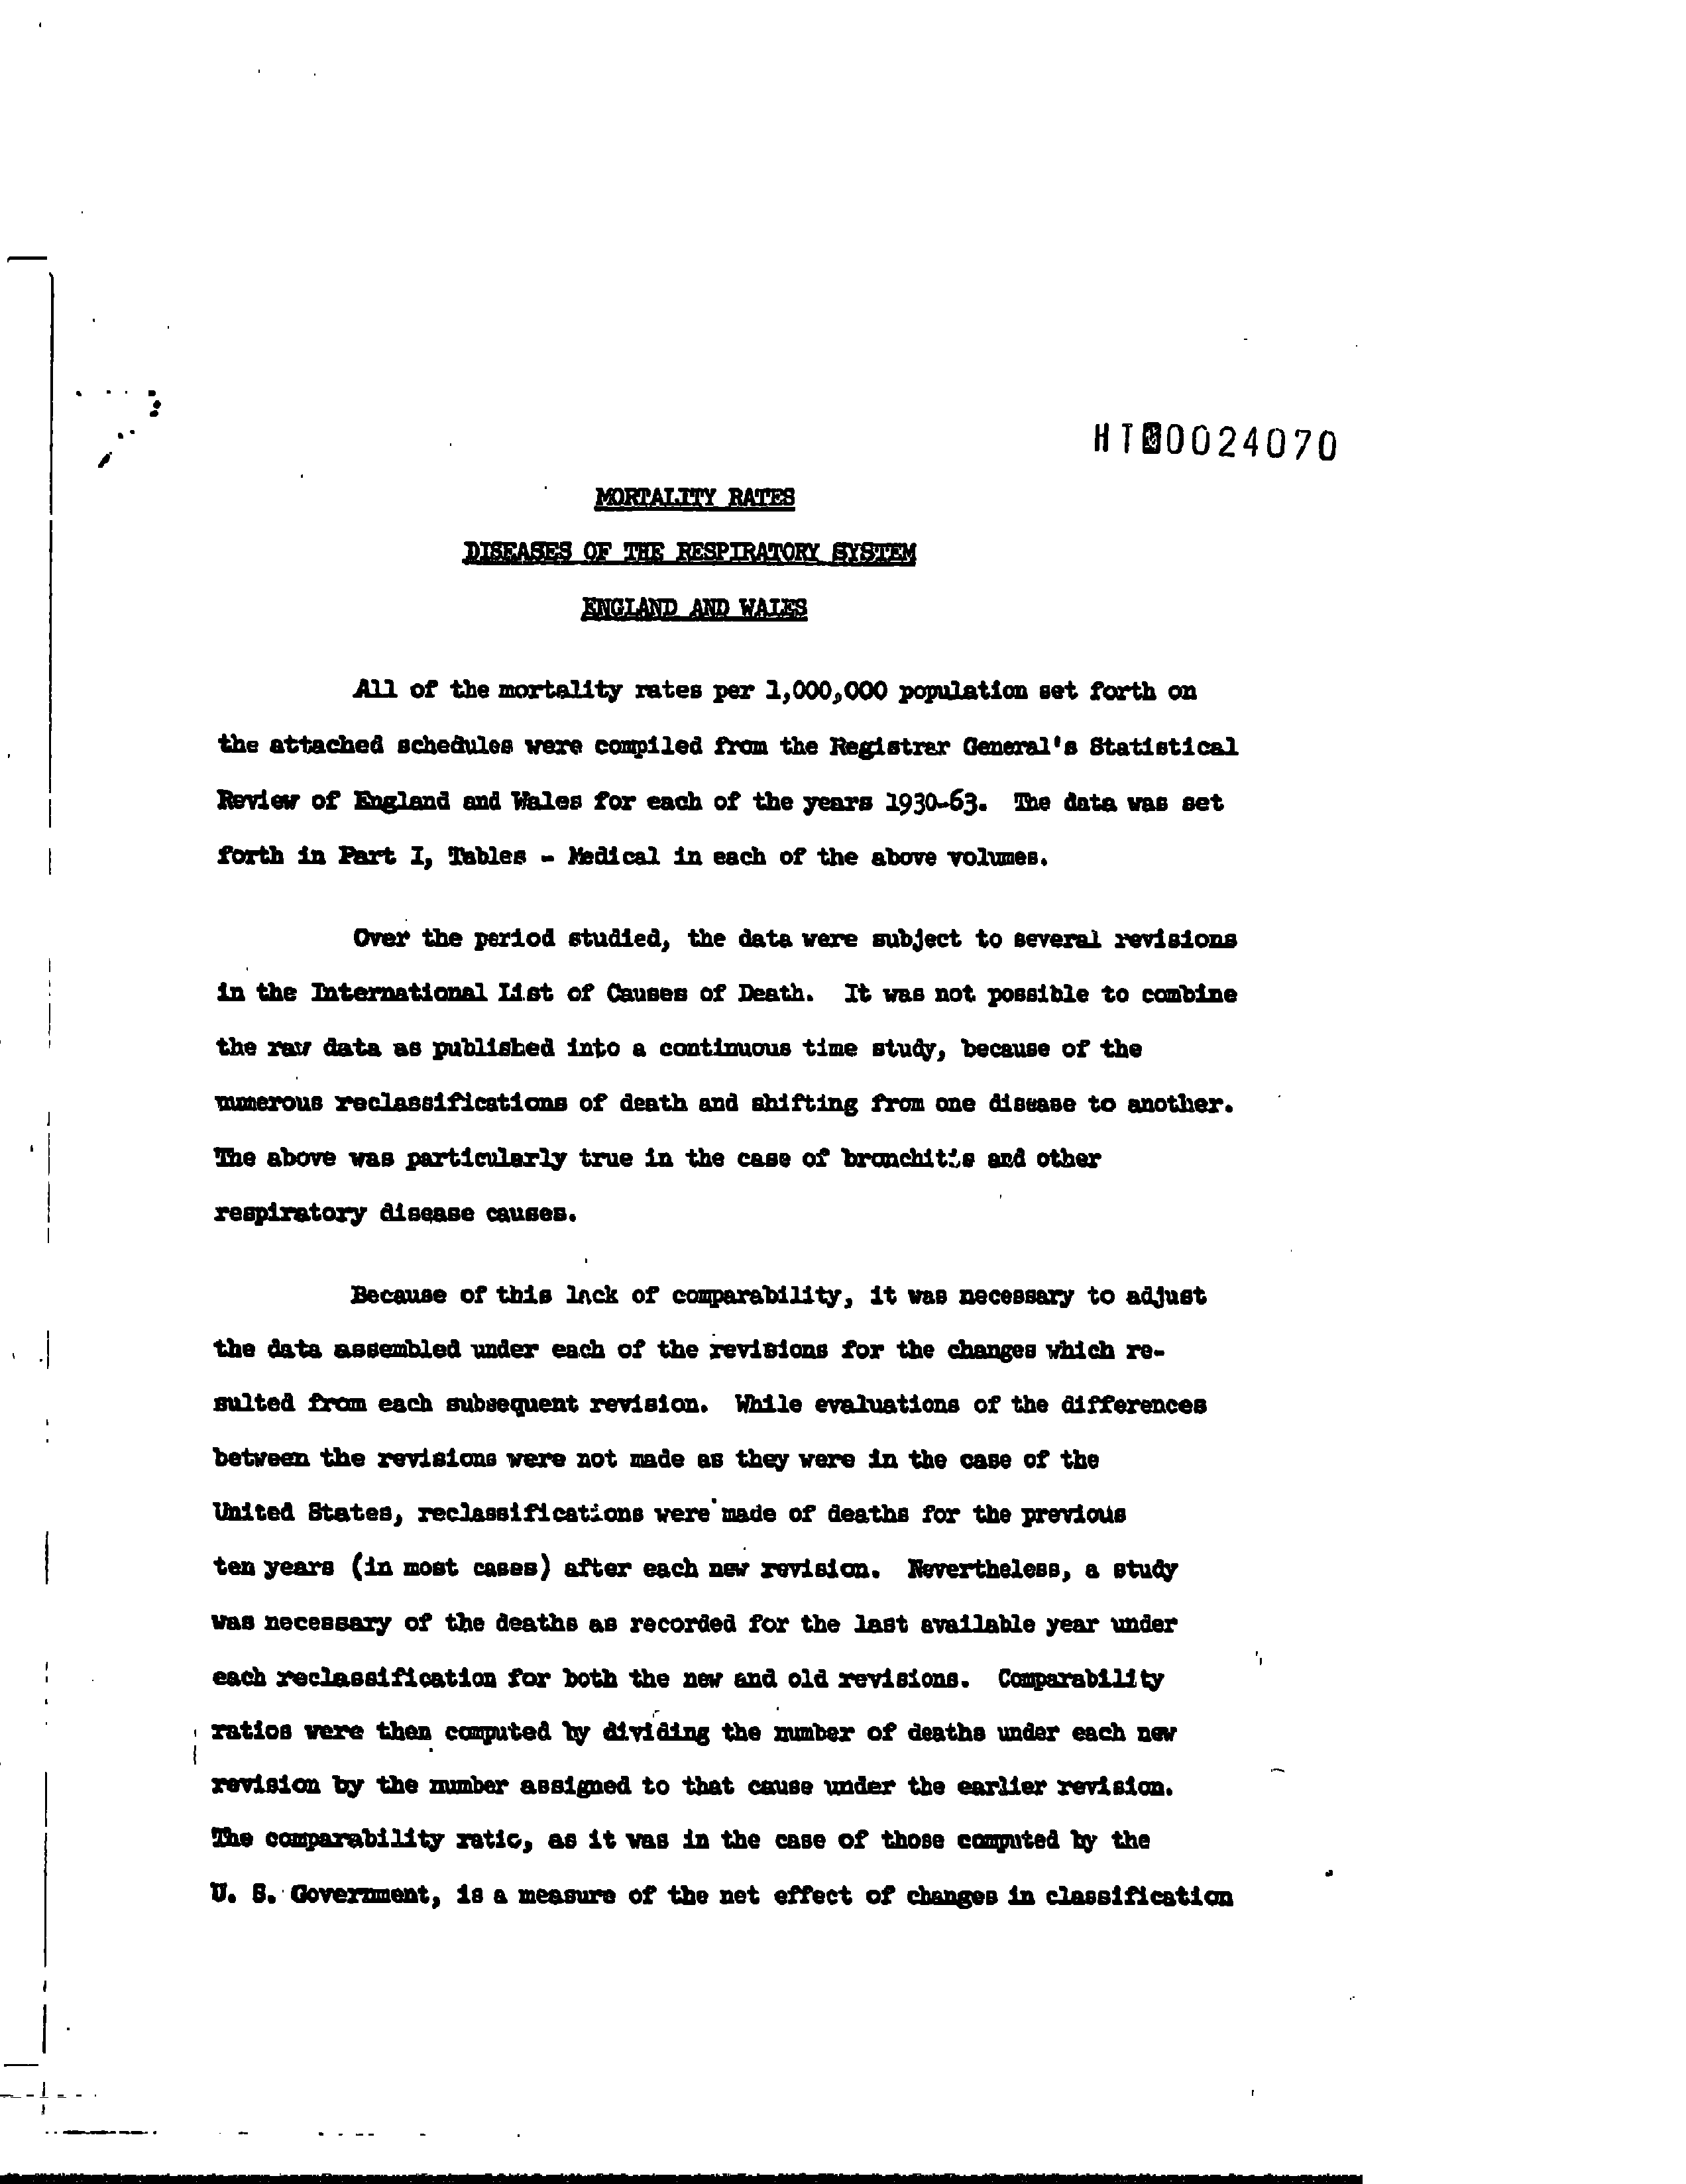 HT 0024070
MORTALITY RATES
DISEASES OF THE RESPIRATORY SYSTEM
ENGLAND AND WALES
All of the mortality rates per 1,000,000 population set forth on
the attached schedules were compiled from the Registrar General's Statistical
Review of England and Wales for each of the years 1930-63. The data was set
forth in Part I, Tables - Medical in each of the above volumes.
Over the period studied, the data were subject to several revisions
in the International List of Causes of Death. It was not possible to combine
the raw data as published into a continuous time study, because of the
numerous reclassifications of death and shifting from one disease to another.
The above was particularly true in the case of bronchitis and other
respiratory disease causes.
Because of this lack of comparability, it was necessary to adjust
the data assembled under each of the revisions for the changes which re-
sulted from each subsequent revision. While evaluations of the differences
between the revisions were not made as they were in the case of the
United States, reclassifications were made of deaths for the previous
ten years (in most cases) after each new revision. Nevertheless, a study
was necessary of the deaths as recorded for the last available year under
each reclassification for both the new and old revisions. Comparability
ratios were then computed by dividing the number of deaths under each new
revision by the number assigned to that cause under the earlier revision.
The comparability ratio, as it was in the case of those computed by the
U. S. Government, is a measure of the net effect of changes in classification